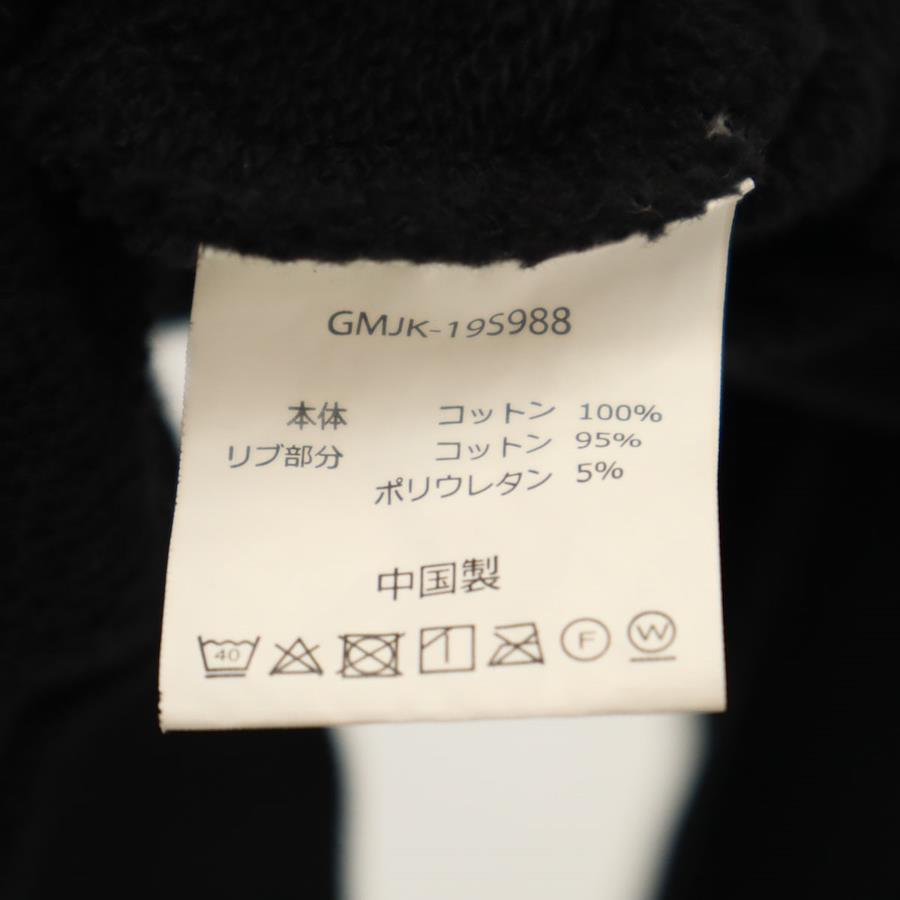 GMJK-19S988
本体 コットン 100%
リブ部分 コットン 95%
ポリウレタン 5%
中国製
40 F W